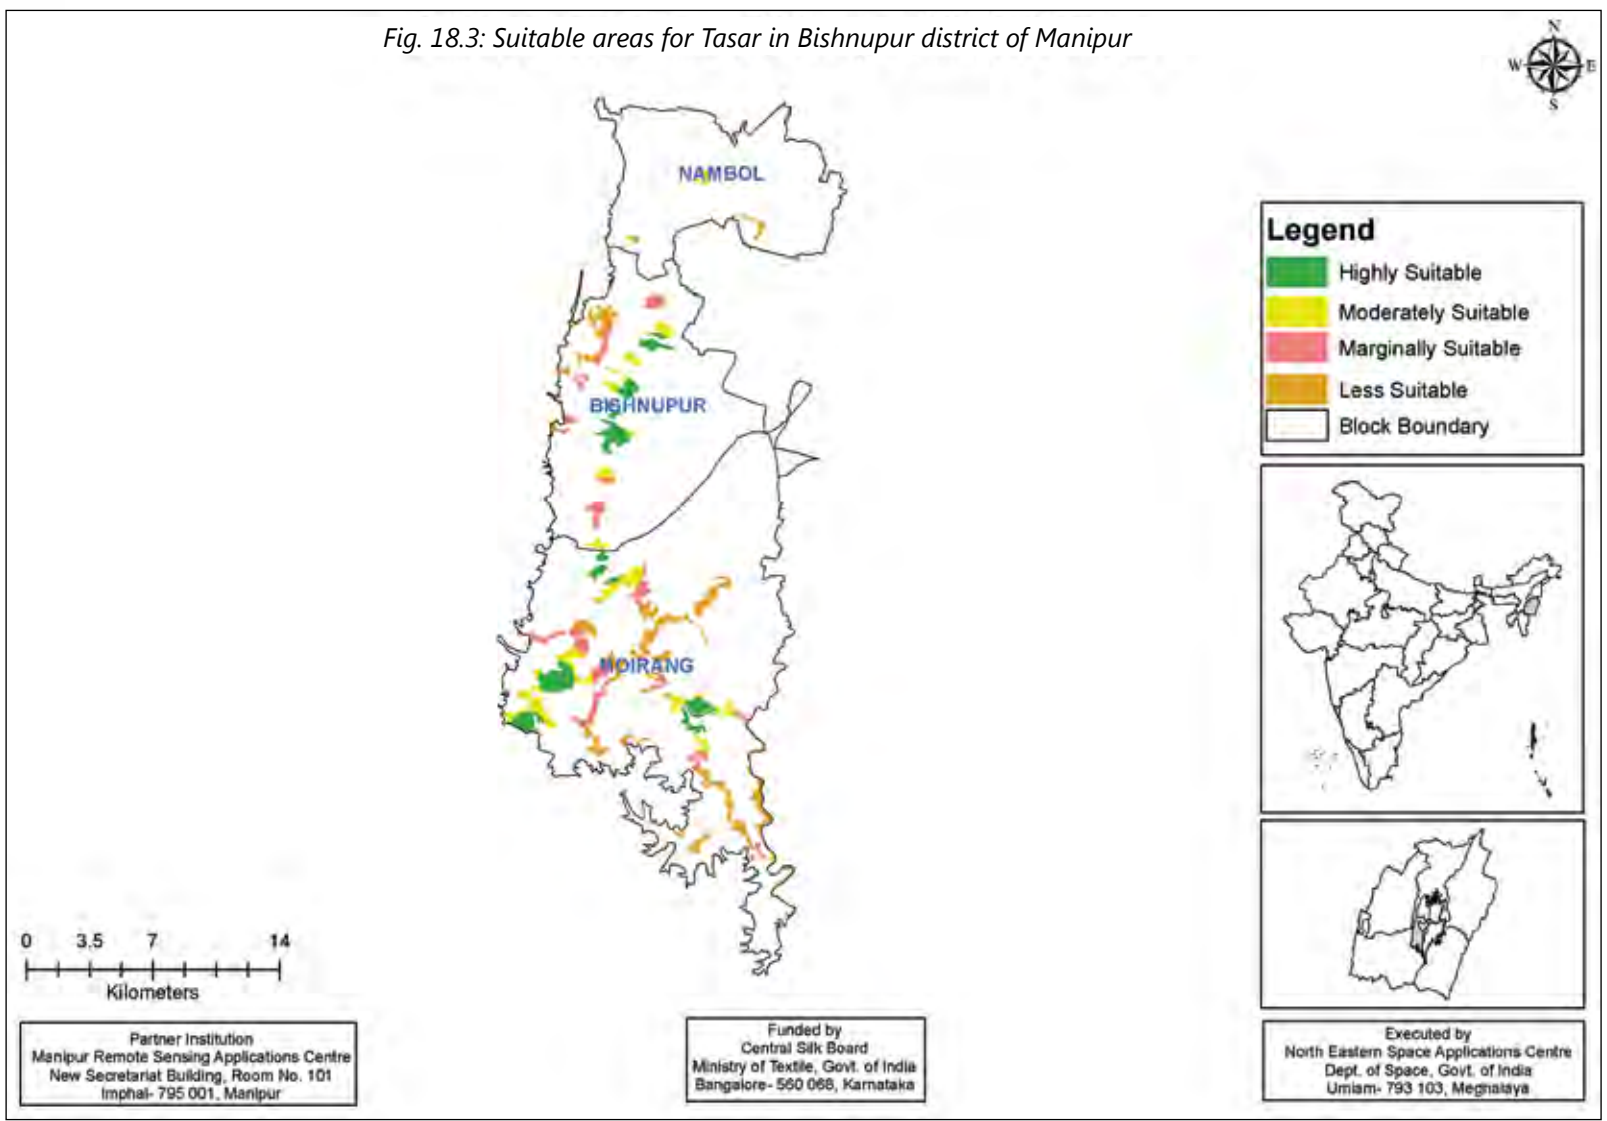 Fig. 18.3: Suitable areas for Tasar in Bishnupur district of Manipur
N
W
E
S
NAMBOL
BISHNUPUR
MOIRANG
Legend
Highly Suitable
Moderately Suitable
Marginally Suitable
Less Suitable
Block Boundary
0 3.5 7 14
Kilometers
Partner Institution
Manipur Remote Sensing Applications Centre
New Secretariat Building, Room No. 101
Imphal- 795 001, Manipur
Funded by
Central Silk Board
Ministry of Textile, Govt. of India
Bangalore- 560 068, Karnataka
Executed by
North Eastern Space Applications Centre
Dept. of Space, Govt. of India
Umiam- 793 103, Meghalaya